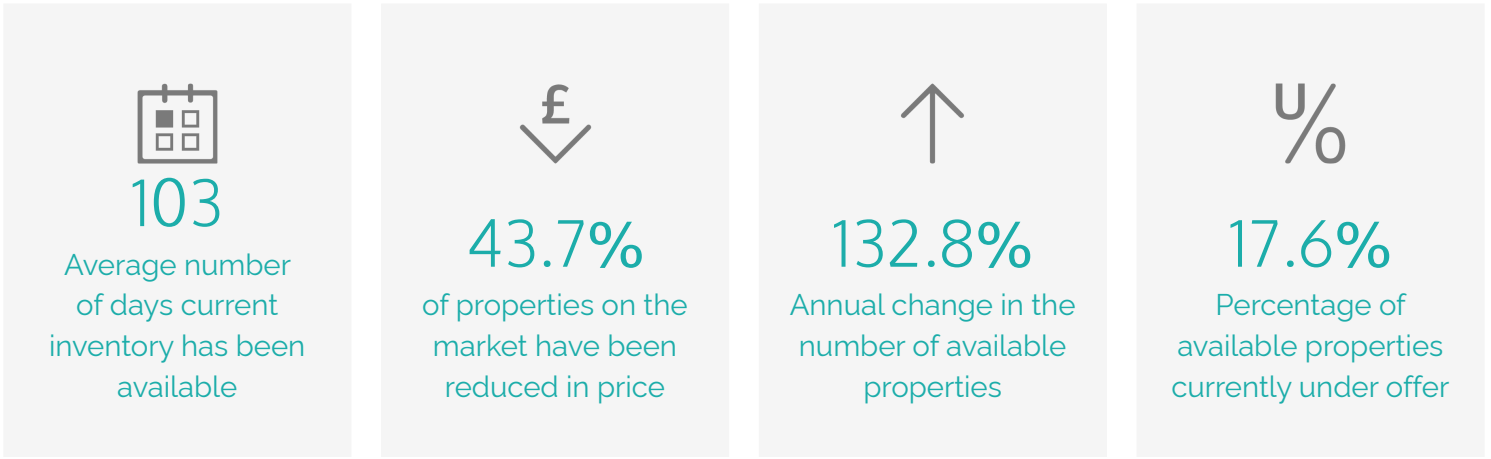 103
Average number
of days current
inventory has been
available
£
43.7%
of properties on the
market have been
reduced in price
132.8%
Annual change in the
number of available
properties
U%
17.6%
Percentage of
available properties
currently under offer